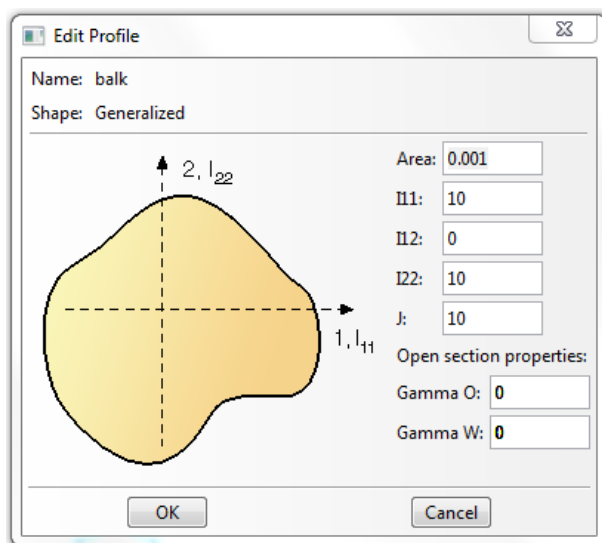 Edit Profile
Name: balk
Shape: Generalized
2, I22
1, I11
Area: 0.001
I11: 10
I12: 0
I22: 10
J: 10
Open section properties:
Gamma O: 0
Gamma W: 0
OK
Cancel